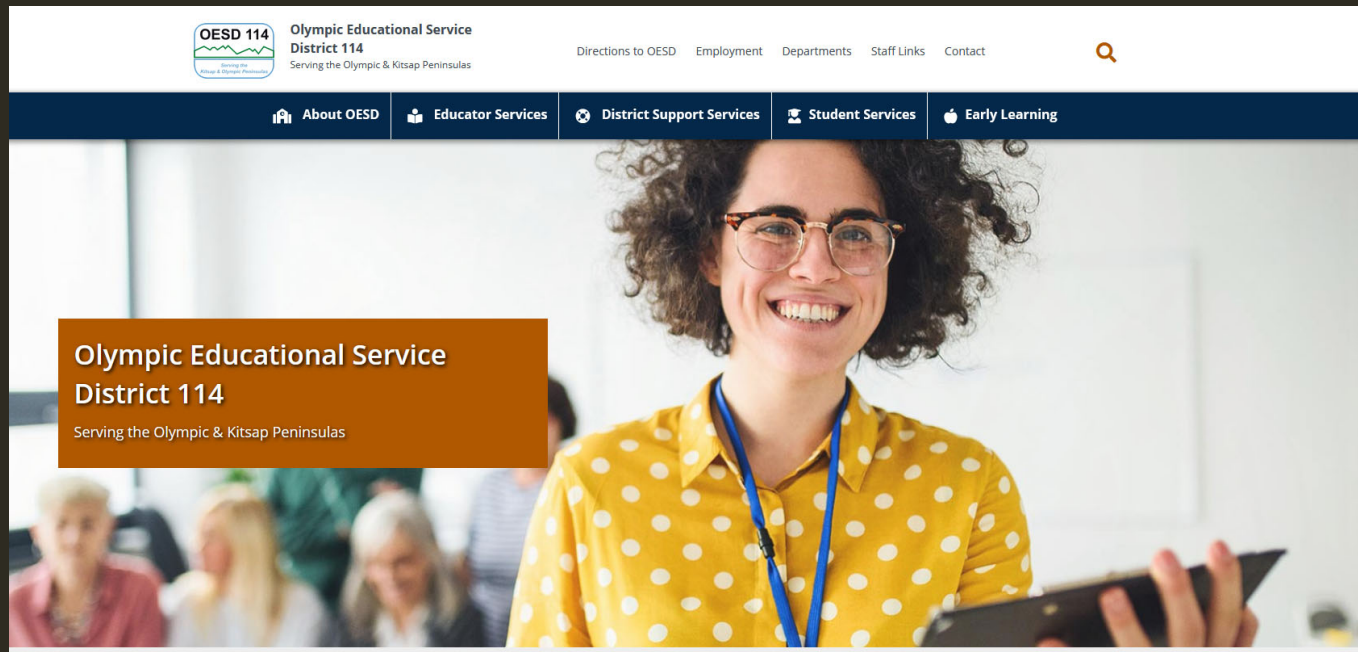 OESD 114
Serving the
Kitsap & Olympic Peninsulas
Olympic Educational Service
District 114
Serving the Olympic & Kitsap Peninsulas
Directions to OESD Employment Departments Staff Links Contact
About OESD Educator Services District Support Services Student Services Early Learning
Olympic Educational Service
District 114
Serving the Olympic & Kitsap Peninsulas